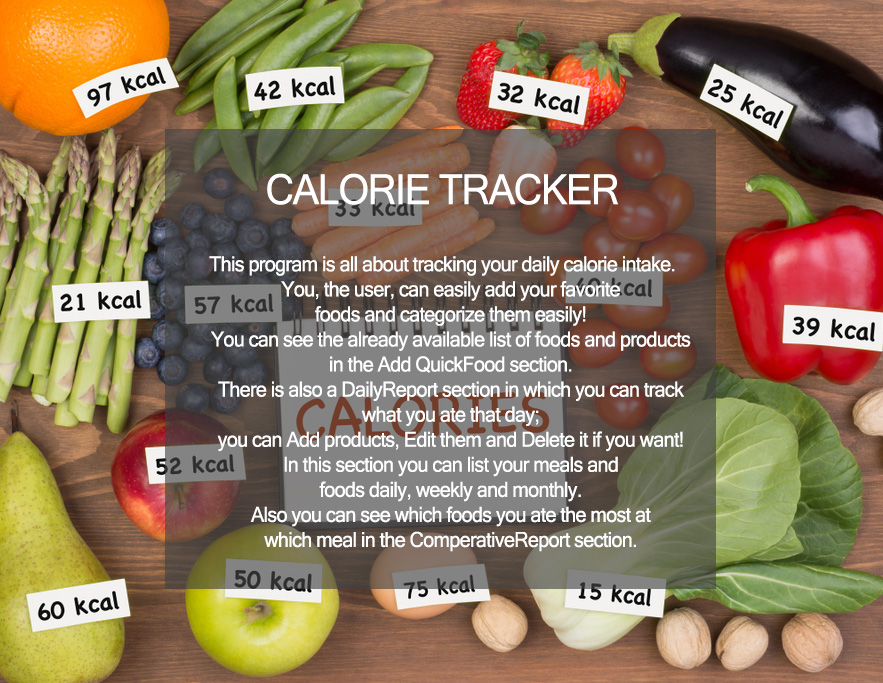 97 kcal
42 kcal
32 kcal
25 kcal
CALORIE TRACKER
33 kcal
This program is all about tracking your daily calorie intake.
You, the user, can easily add your favorite
kcal
21 kcal
57 kcal
foods and categorize them easily!
39 kcal
You can see the already available list of foods and products
in the Add QuickFood section.
There is also a DailyReport section in which you can track
what you ate that day;
CALORIES
you can Add products, Edit them and Delete it if you want!
52 kcal
In this section you can list your meals and
foods daily, weekly and monthly.
Also you can see which foods you ate the most at
which meal in the ComperativeReport section.
50 kcal
75 kcal
15 kcal
60 kcal